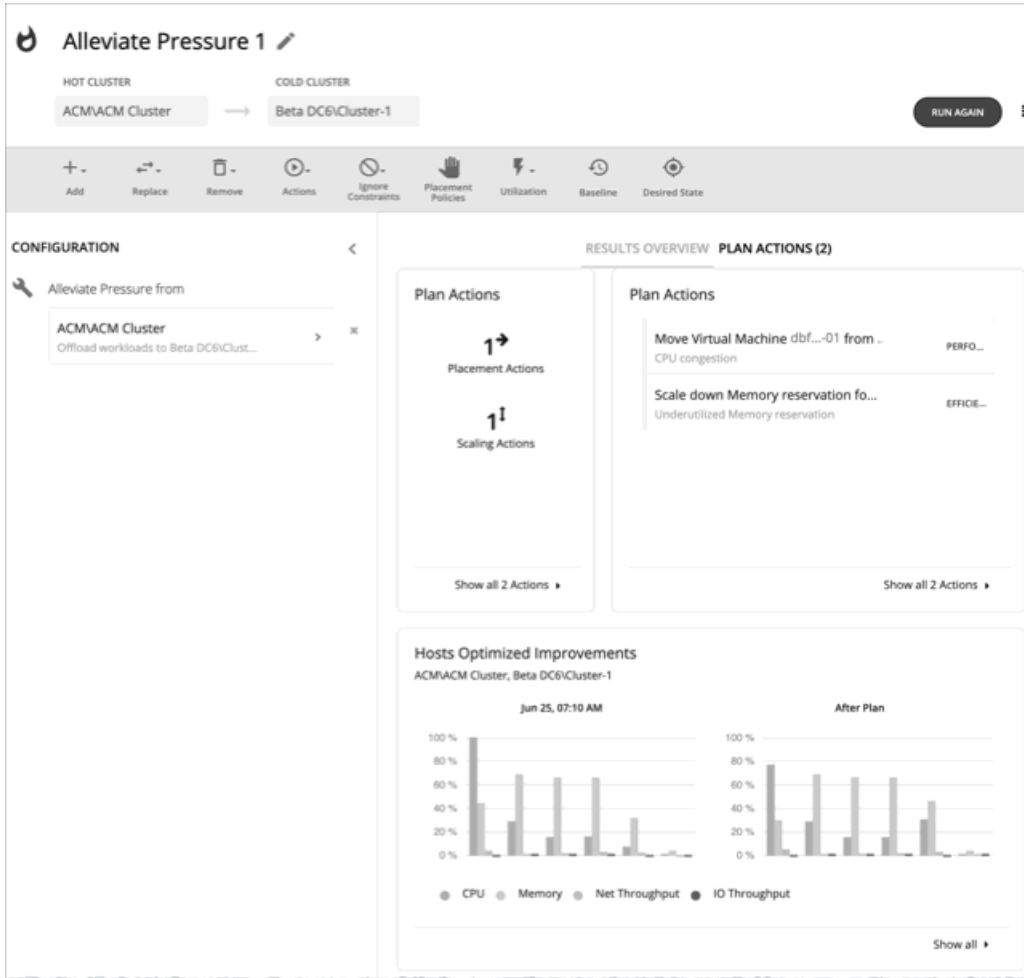 Alleviate Pressure 1
HOT CLUSTER
COLD CLUSTER
ACM\ACM Cluster
Beta DC6\Cluster-1
RUN AGAIN
Add
Replace
Remove
Actions
Ignore
Constraints
Placement
Policies
Utilization
Baseline
Desired State
CONFIGURATION
Alleviate Pressure from
ACM\ACM Cluster
Offload workloads to Beta DC6\Clust...
RESULTS OVERVIEW
PLAN ACTIONS (2)
Plan Actions
1
Placement Actions
1
Scaling Actions
Show all 2 Actions
Plan Actions
Move Virtual Machine dbf...-01 from ..
CPU congestion
PERFO...
Scale down Memory reservation fo...
Underutilized Memory reservation
EFFICIE...
Show all 2 Actions
Hosts Optimized Improvements
ACM\ACM Cluster, Beta DC6\Cluster-1
Jun 25, 07:10 AM
100 %
80 %
60 %
40 %
20 %
0 %
After Plan
100 %
80 %
60 %
40 %
20 %
0 %
CPU
Memory
Net Throughput
IO Throughput
Show all